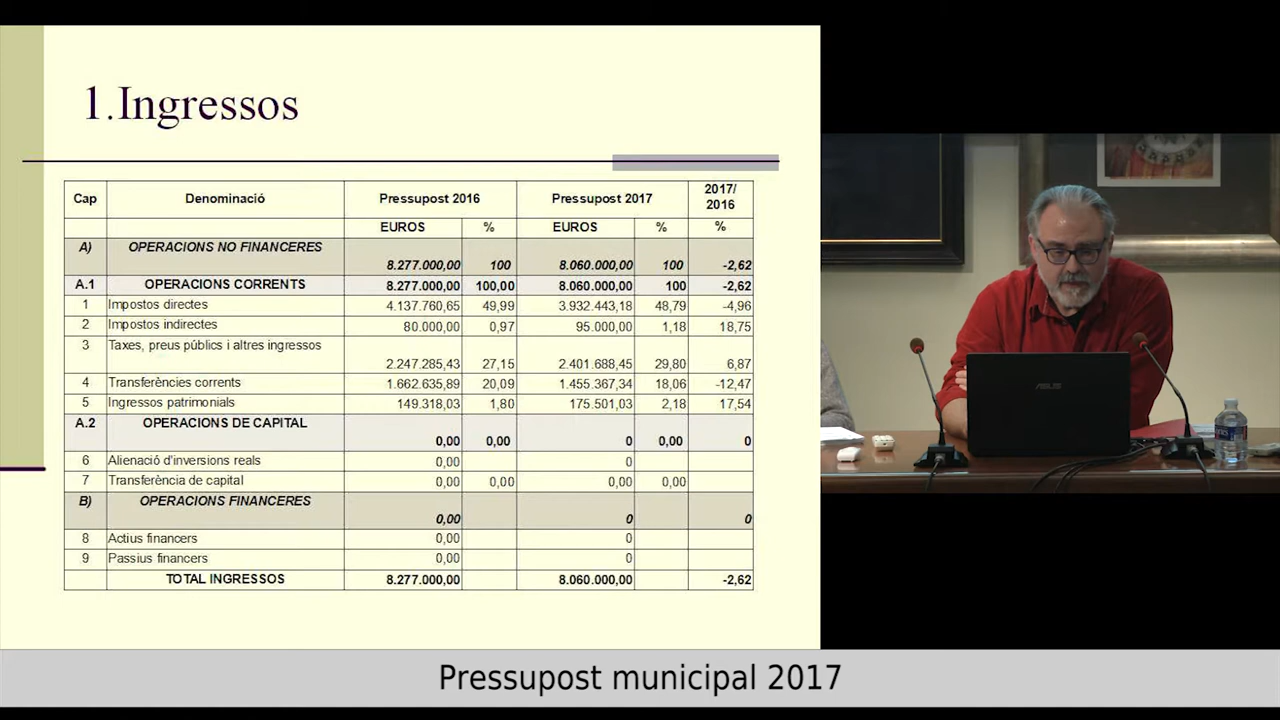 1.Ingressos
Cap Denominació Pressupost 2016 Pressupost 2017 2017/
2016
EUROS % EUROS % %
A) OPERACIONS NO FINANCERES
8.277.000,00 100 8.060.000,00 100 -2,62
A.1 OPERACIONS CORRENTS 8.277.000,00 100,00 8.060.000,00 100 -2,62
1 Impostos directes 4.137.760,65 49,99 3.932.443,18 48,79 -4,96
2 Impostos indirectes 80.000,00 0,97 95.000,00 1,18 18,75
3 Taxes, preus públics i altres ingressos
2.247.285,43 27,15 2.401.688,45 29,80 6,87
4 Transferències corrents 1.662.635,89 20,09 1.455.367,34 18,06 -12,47
5 Ingressos patrimonials 149.318,03 1,80 175.501,03 2,18 17,54
A.2 OPERACIONS DE CAPITAL
0,00 0,00 0 0,00 0
6 Alienació d'inversions reals 0,00 0
7 Transferència de capital 0,00 0,00 0,00 0,00
B) OPERACIONS FINANCERES
0,00 0 0
8 Actius financers 0,00 0
9 Passius financers 0,00 0
TOTAL INGRESSOS 8.277.000,00 8.060.000,00 -2,62
ASUS
Pressupost municipal 2017